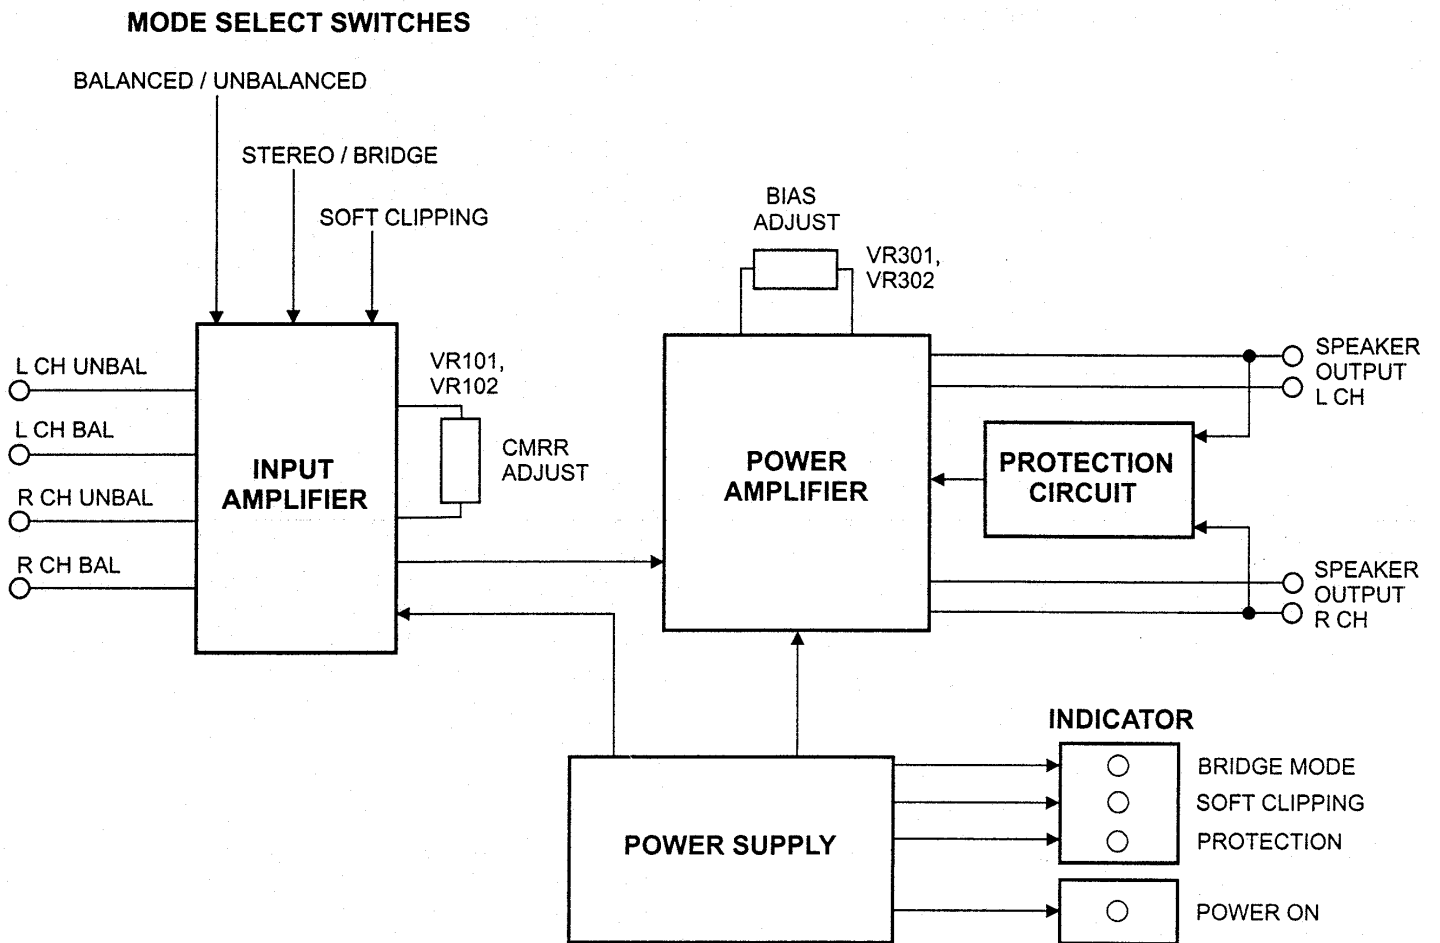 MODE SELECT SWITCHES
BALANCED / UNBALANCED
STEREO / BRIDGE
SOFT CLIPPING
BIAS
ADJUST
VR301,
VR302
L CH UNBAL
L CH BAL
R CH UNBAL
R CH BAL
INPUT
AMPLIFIER
VR101,
VR102
CMRR
ADJUST
POWER
AMPLIFIER
PROTECTION
CIRCUIT
SPEAKER
OUTPUT
L CH
SPEAKER
OUTPUT
R CH
POWER SUPPLY
INDICATOR
BRIDGE MODE
SOFT CLIPPING
PROTECTION
POWER ON